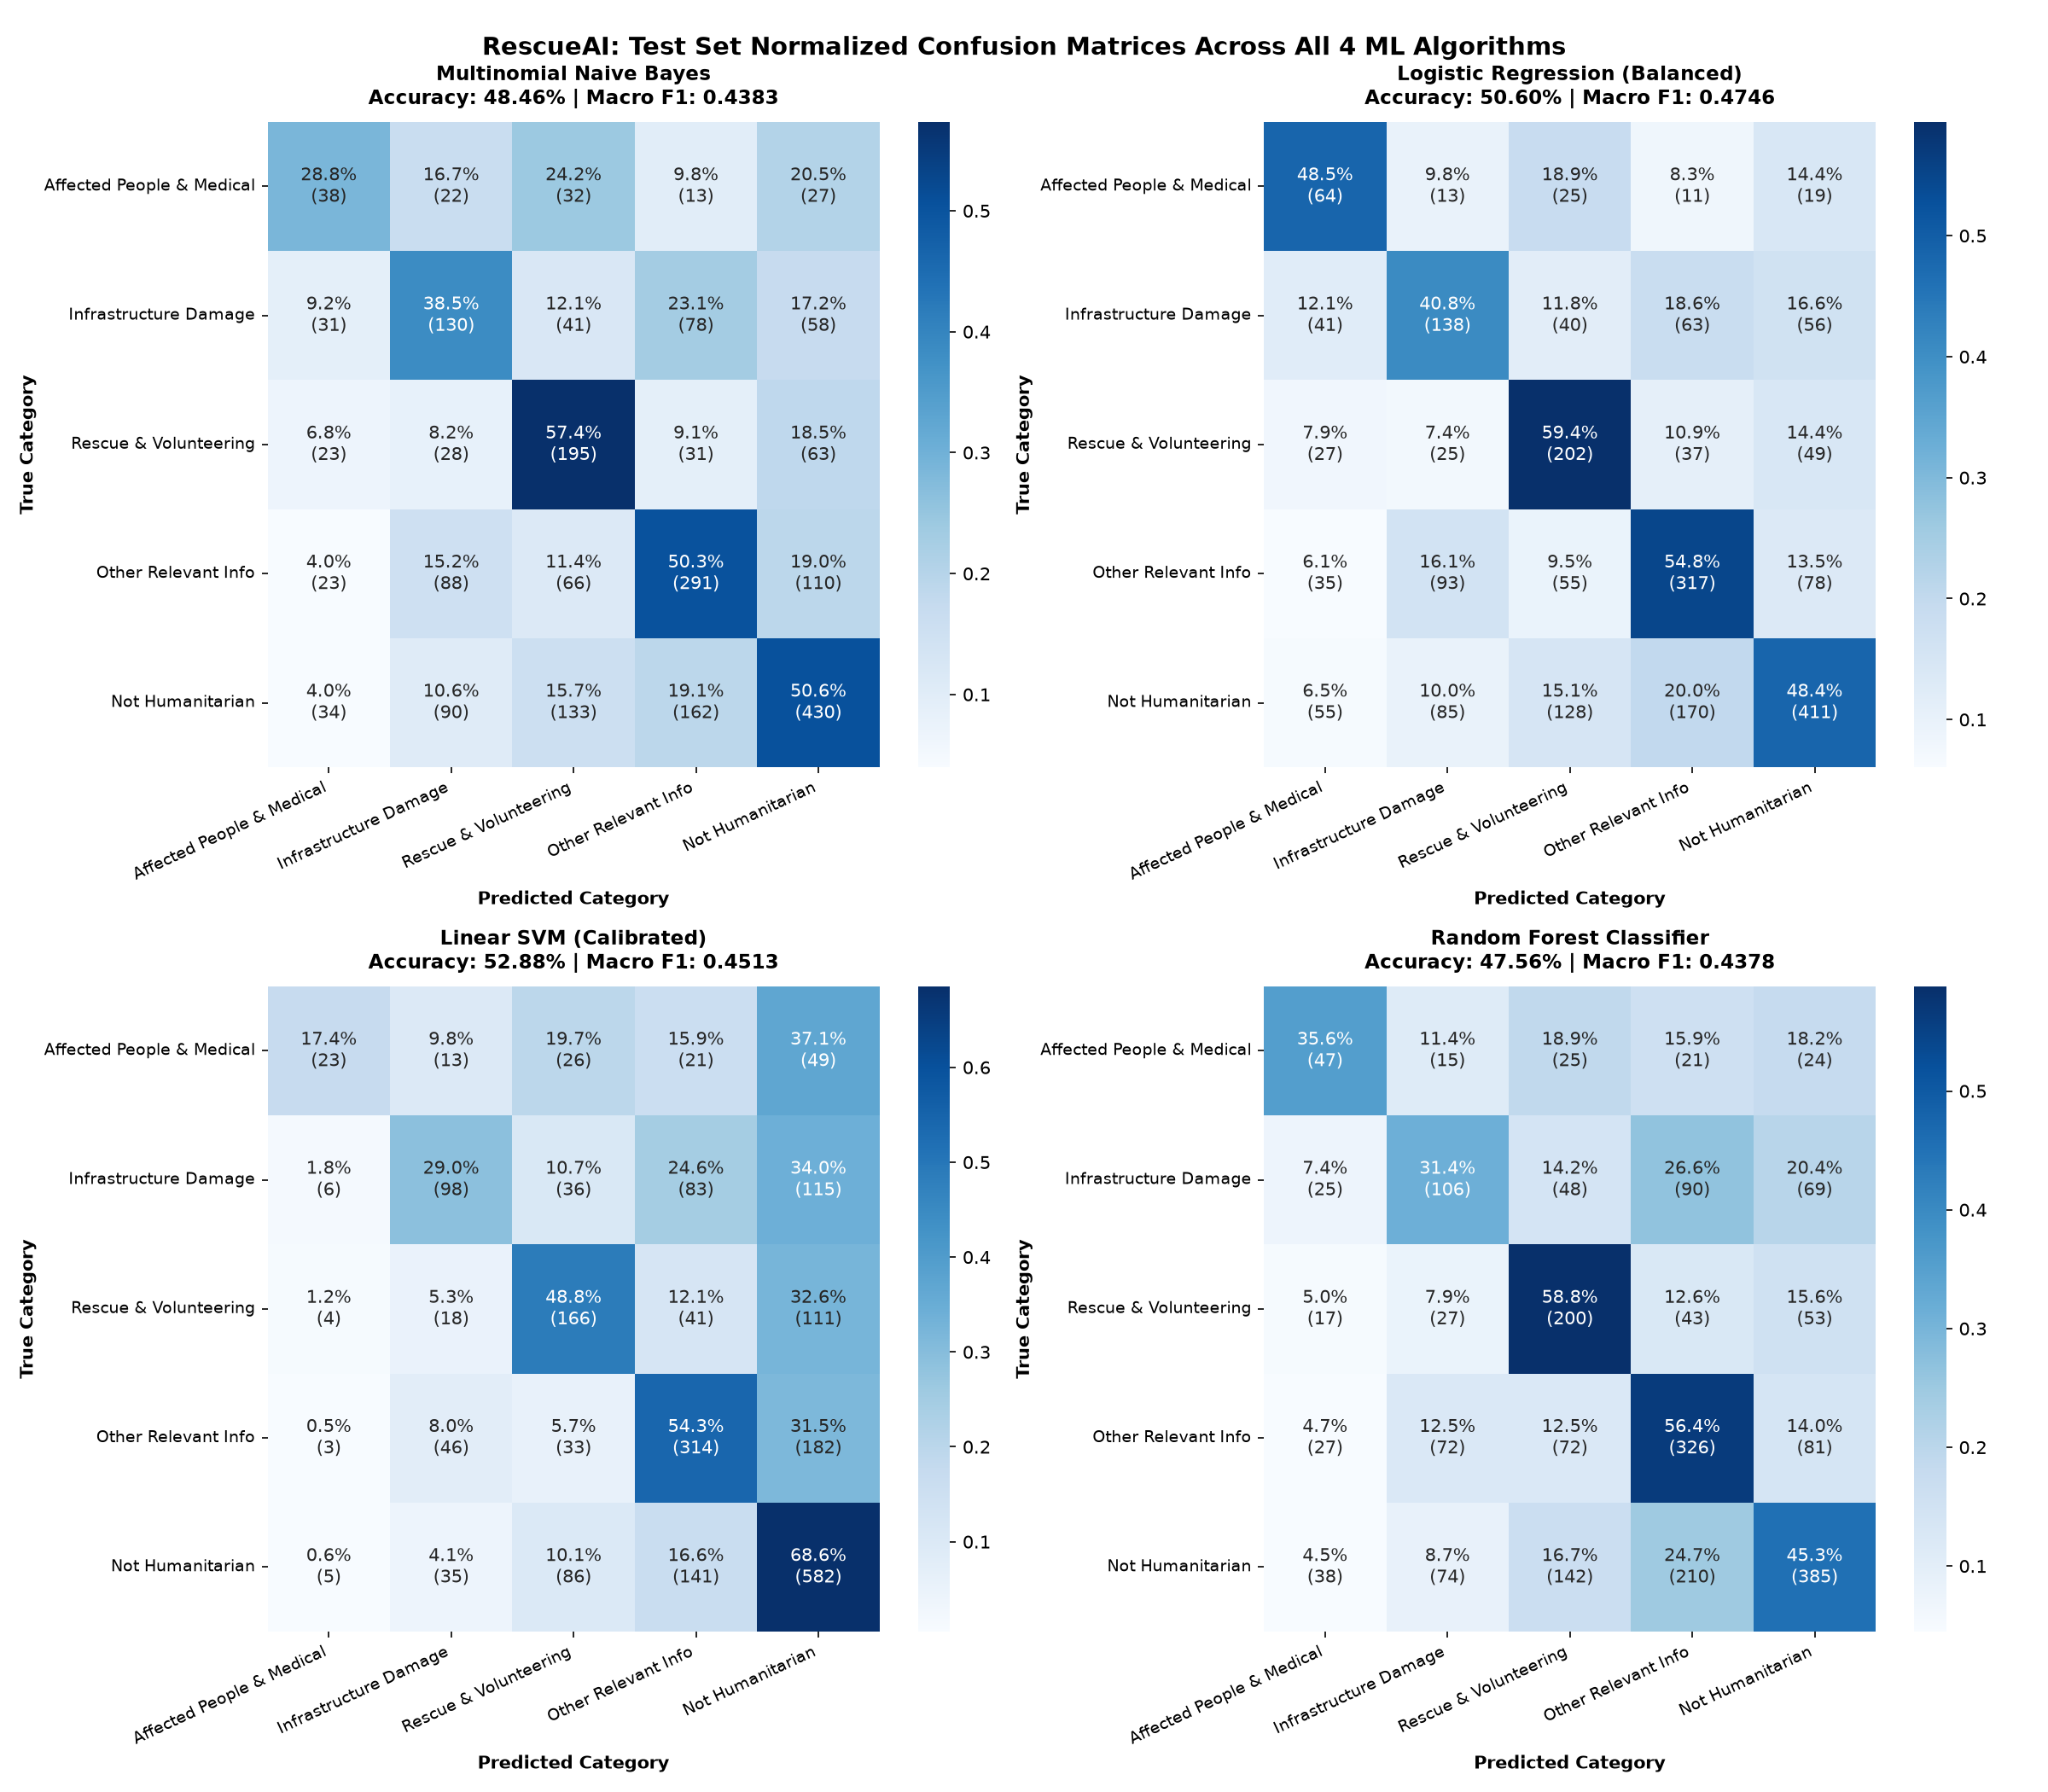 RescueAI: Test Set Normalized Confusion Matrices Across All 4 ML Algorithms
Multinomial Naive Bayes
Accuracy: 48.46% | Macro F1: 0.4383
True Category
Affected People & Medical
28.8% 16.7% 24.2% 9.8% 20.5%
(38) (22) (32) (13) (27)
Infrastructure Damage
9.2% 38.5% 12.1% 23.1% 17.2%
(31) (130) (41) (78) (58)
Rescue & Volunteering
6.8% 8.2% 57.4% 9.1% 18.5%
(23) (28) (195) (31) (63)
Other Relevant Info
4.0% 15.2% 11.4% 50.3% 19.0%
(23) (88) (66) (291) (110)
Not Humanitarian
4.0% 10.6% 15.7% 19.1% 50.6%
(34) (90) (133) (162) (430)
Affected People & Medical
Infrastructure Damage
Rescue & Volunteering
Other Relevant Info
Not Humanitarian
Predicted Category
0.5
0.4
0.3
0.2
0.1
Logistic Regression (Balanced)
Accuracy: 50.60% | Macro F1: 0.4746
True Category
Affected People & Medical
48.5% 9.8% 18.9% 8.3% 14.4%
(64) (13) (25) (11) (19)
Infrastructure Damage
12.1% 40.8% 11.8% 18.6% 16.6%
(41) (138) (40) (63) (56)
Rescue & Volunteering
7.9% 7.4% 59.4% 10.9% 14.4%
(27) (25) (202) (37) (49)
Other Relevant Info
6.1% 16.1% 9.5% 54.8% 13.5%
(35) (93) (55) (317) (78)
Not Humanitarian
6.5% 10.0% 15.1% 20.0% 48.4%
(55) (85) (128) (170) (411)
Affected People & Medical
Infrastructure Damage
Rescue & Volunteering
Other Relevant Info
Not Humanitarian
Predicted Category
0.5
0.4
0.3
0.2
0.1
Linear SVM (Calibrated)
Accuracy: 52.88% | Macro F1: 0.4513
True Category
Affected People & Medical
17.4% 9.8% 19.7% 15.9% 37.1%
(23) (13) (26) (21) (49)
Infrastructure Damage
1.8% 29.0% 10.7% 24.6% 34.0%
(6) (98) (36) (83) (115)
Rescue & Volunteering
1.2% 5.3% 48.8% 12.1% 32.6%
(4) (18) (166) (41) (111)
Other Relevant Info
0.5% 8.0% 5.7% 54.3% 31.5%
(3) (46) (33) (314) (182)
Not Humanitarian
0.6% 4.1% 10.1% 16.6% 68.6%
(5) (35) (86) (141) (582)
Affected People & Medical
Infrastructure Damage
Rescue & Volunteering
Other Relevant Info
Not Humanitarian
Predicted Category
0.6
0.5
0.4
0.3
0.2
0.1
Random Forest Classifier
Accuracy: 47.56% | Macro F1: 0.4378
True Category
Affected People & Medical
35.6% 11.4% 18.9% 15.9% 18.2%
(47) (15) (25) (21) (24)
Infrastructure Damage
7.4% 31.4% 14.2% 26.6% 20.4%
(25) (106) (48) (90) (69)
Rescue & Volunteering
5.0% 7.9% 58.8% 12.6% 15.6%
(17) (27) (200) (43) (53)
Other Relevant Info
4.7% 12.5% 12.5% 56.4% 14.0%
(27) (72) (72) (326) (81)
Not Humanitarian
4.5% 8.7% 16.7% 24.7% 45.3%
(38) (74) (142) (210) (385)
Affected People & Medical
Infrastructure Damage
Rescue & Volunteering
Other Relevant Info
Not Humanitarian
Predicted Category
0.5
0.4
0.3
0.2
0.1